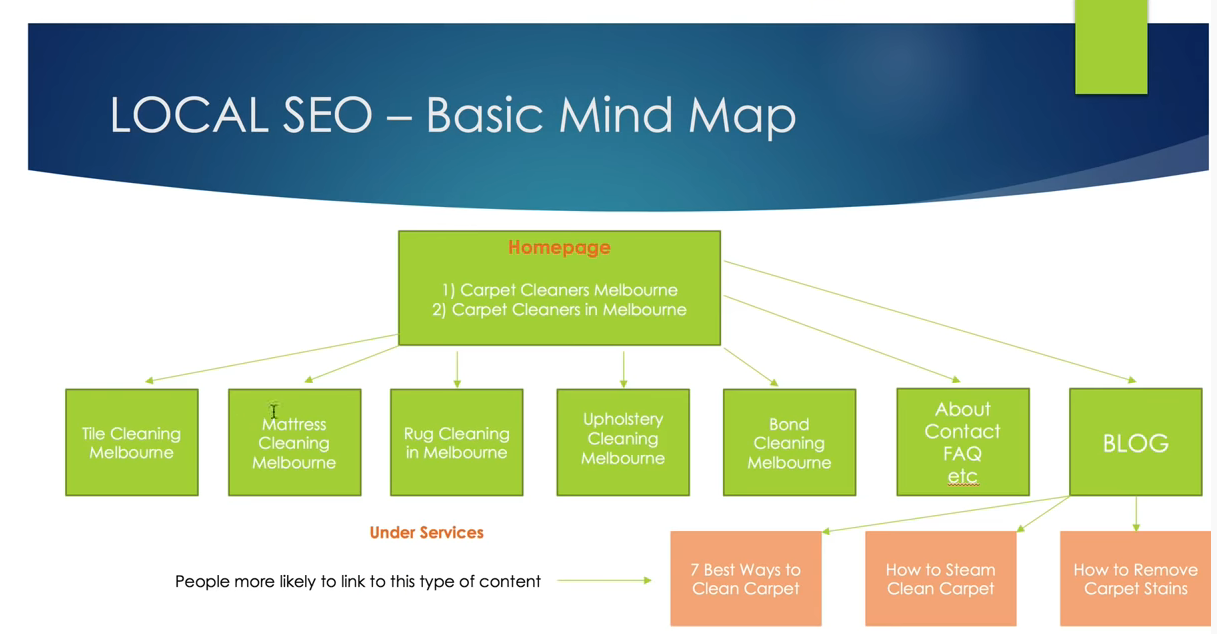 LOCAL SEO – Basic Mind Map
Homepage
1) Carpet Cleaners Melbourne
2) Carpet Cleaners in Melbourne
Tile Cleaning
Melbourne
Mattress
Cleaning
Melbourne
Rug Cleaning
in Melbourne
Upholstery
Cleaning
Melbourne
Bond
Cleaning
Melbourne
About
Contact
FAQ
etc
BLOG
Under Services
People more likely to link to this type of content
7 Best Ways to
Clean Carpet
How to Steam
Clean Carpet
How to Remove
Carpet Stains